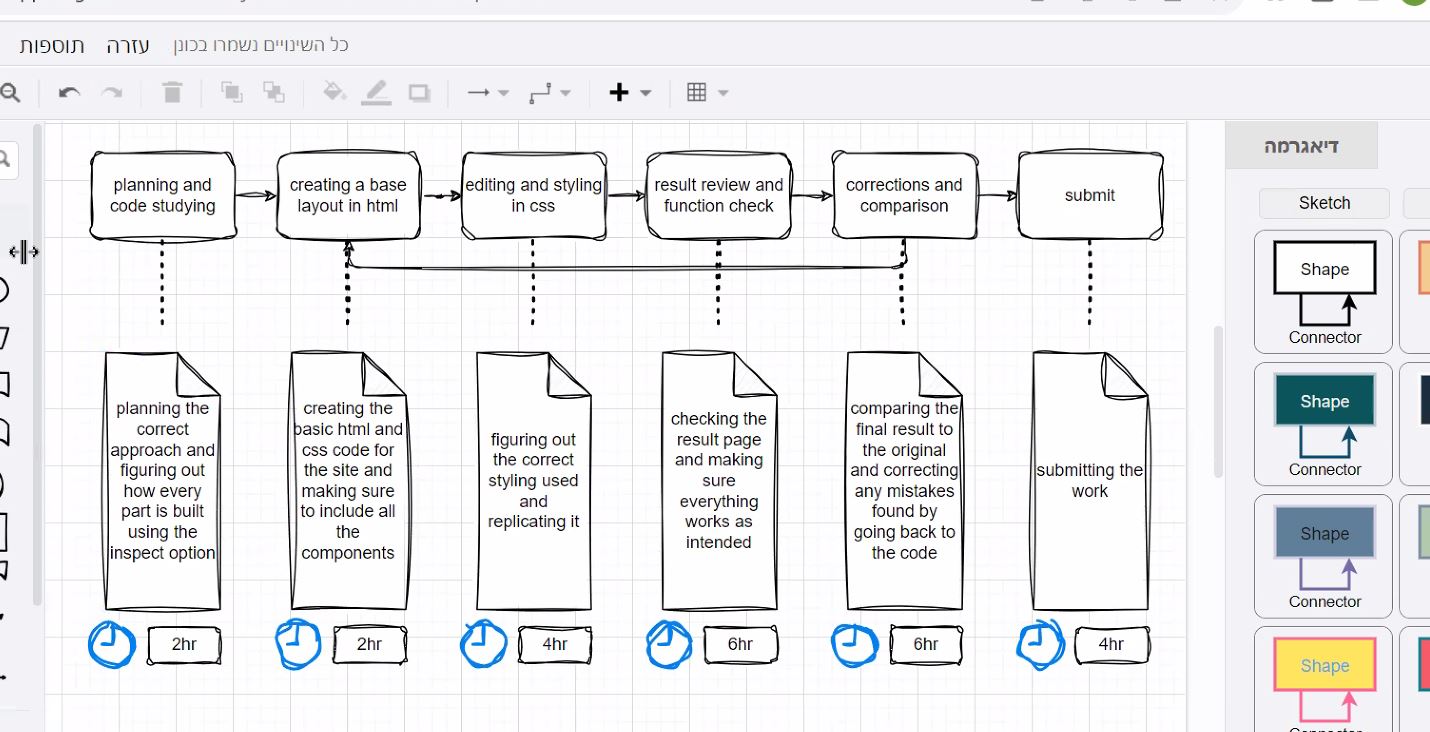 תוספות עזרה כל השינויים נשמרו בכונן
planning and
code studying
creating a base
layout in html
editing and styling
in css
result review and
function check
corrections and
comparison
submit
planning the
correct
approach and
figuring out
how every
part is built
using the
inspect option
creating the
basic html and
css code for
the site and
making sure
to include all
the
components
figuring out
the correct
styling used
and
replicating it
checking the
result page
and making
sure
everything
works as
intended
comparing the
final result to
the original
and correcting
any mistakes
found by
going back to
the code
submitting the
work
2hr
2hr
4hr
6hr
6hr
4hr
דיאגרמה
Sketch
Shape
Connector
Shape
Connector
Shape
Connector
Shape